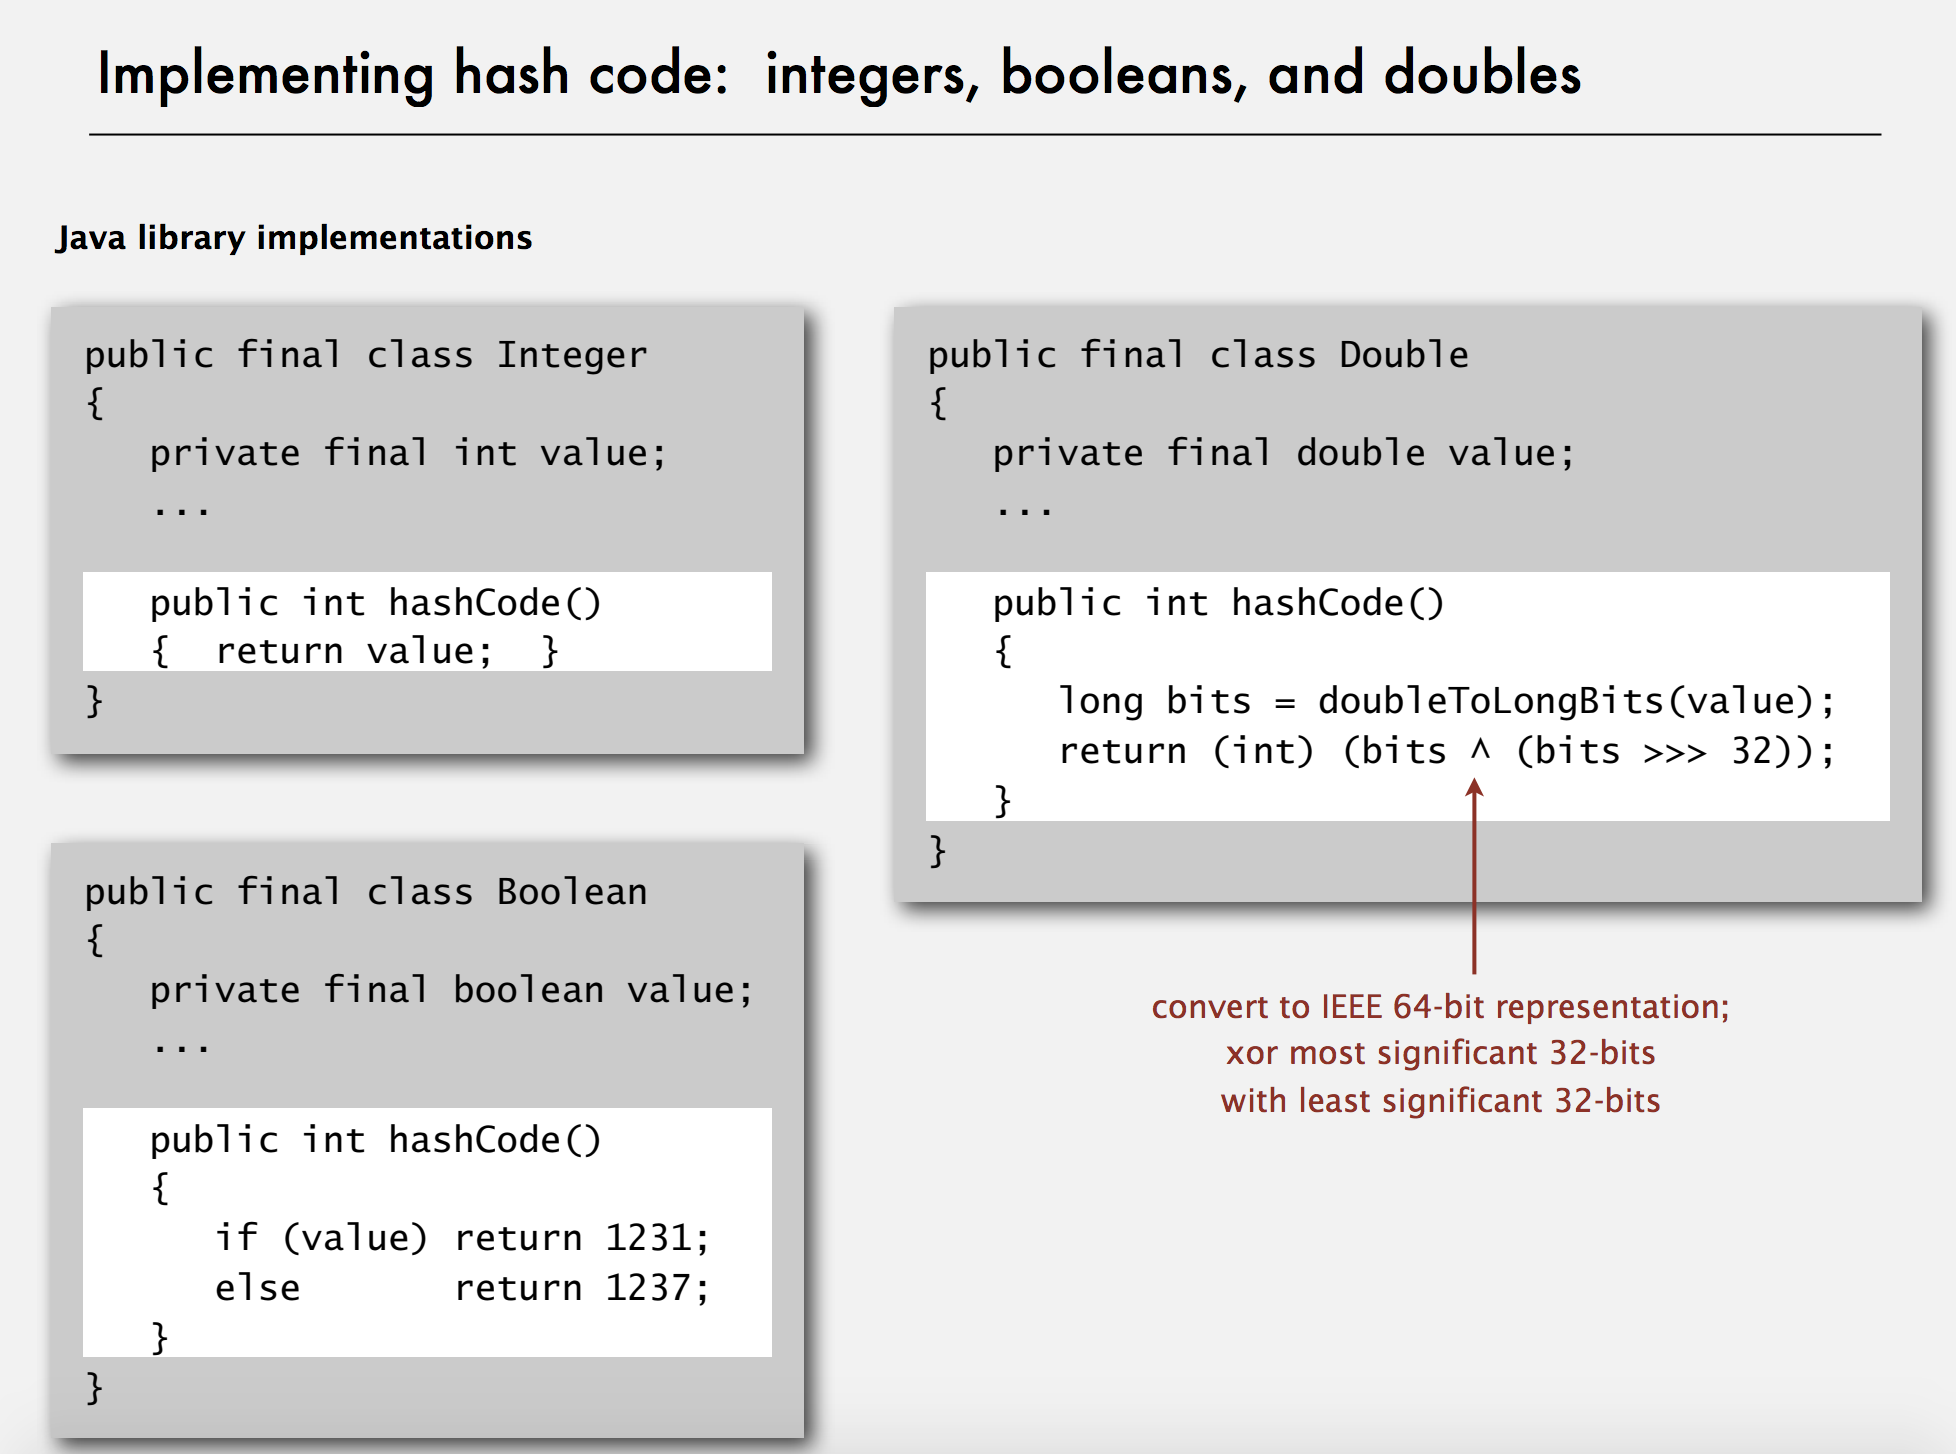 Implementing hash code:  integers, booleans, and doubles
Java library implementations
public final class Integer
{
   private final int value;
   ...
   public int hashCode()
   {  return value;  }
}
public final class Boolean
{
   private final boolean value;
   ...
   public int hashCode()
   {
      if (value) return 1231;
      else       return 1237;
   }
}
public final class Double
{
   private final double value;
   ...
   public int hashCode()
   {
      long bits = doubleToLongBits(value);
      return (int) (bits ^ (bits >>> 32));
   }
}
convert to IEEE 64-bit representation;
xor most significant 32-bits
with least significant 32-bits